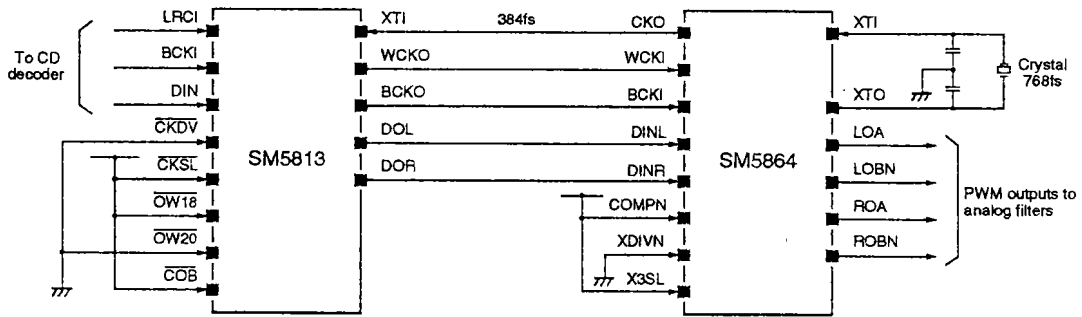 LRCI
To CD
decoder
BCKI
DIN
CKDV
CKSL
OW18
OW20
COB
SM5813
XTI
384fs
CKO
WCKO
WCKI
BCKO
BCKI
DOL
DINL
DOR
DINR
COMPN
XDIVN
X3SL
SM5864
XTI
Crystal
768fs
XTO
LOA
LOBN
ROA
ROBN
PWM outputs to
analog filters